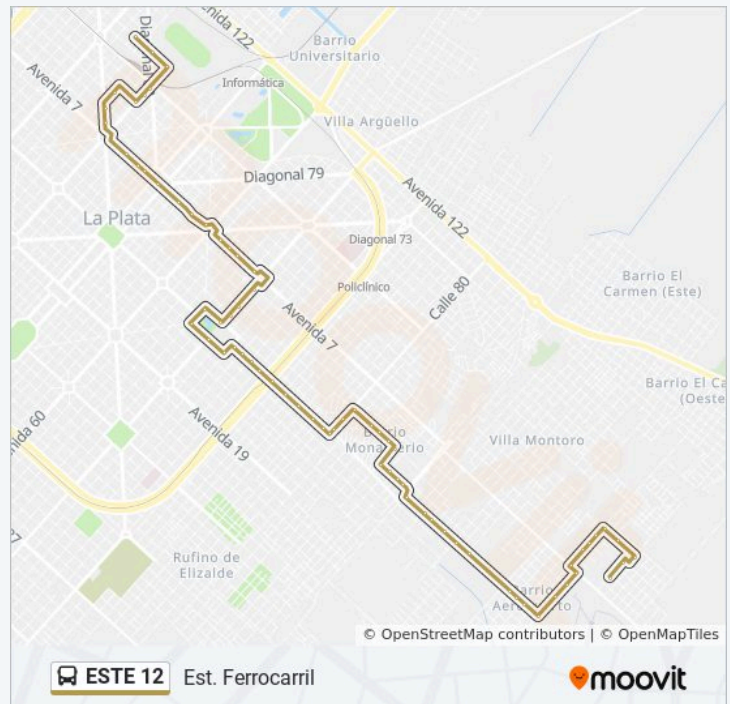 Avenida 122
Diagonal
Barrio
Universitario
Avenida 7
Informática
Villa Argüello
Diagonal 79
Avenida 122
La Plata
Diagonal 73
Policlínico
Calle 80
Barrio El
Carmen (Este)
Avenida 7
Barrio El Ca
(Oeste
Avenida 19
nida 60
Villa Montoro
37
Rufino de
Elizalde
© OpenStreetMap contributors | © OpenMapTiles
ESTE 12 Est. Ferrocarril
moovit